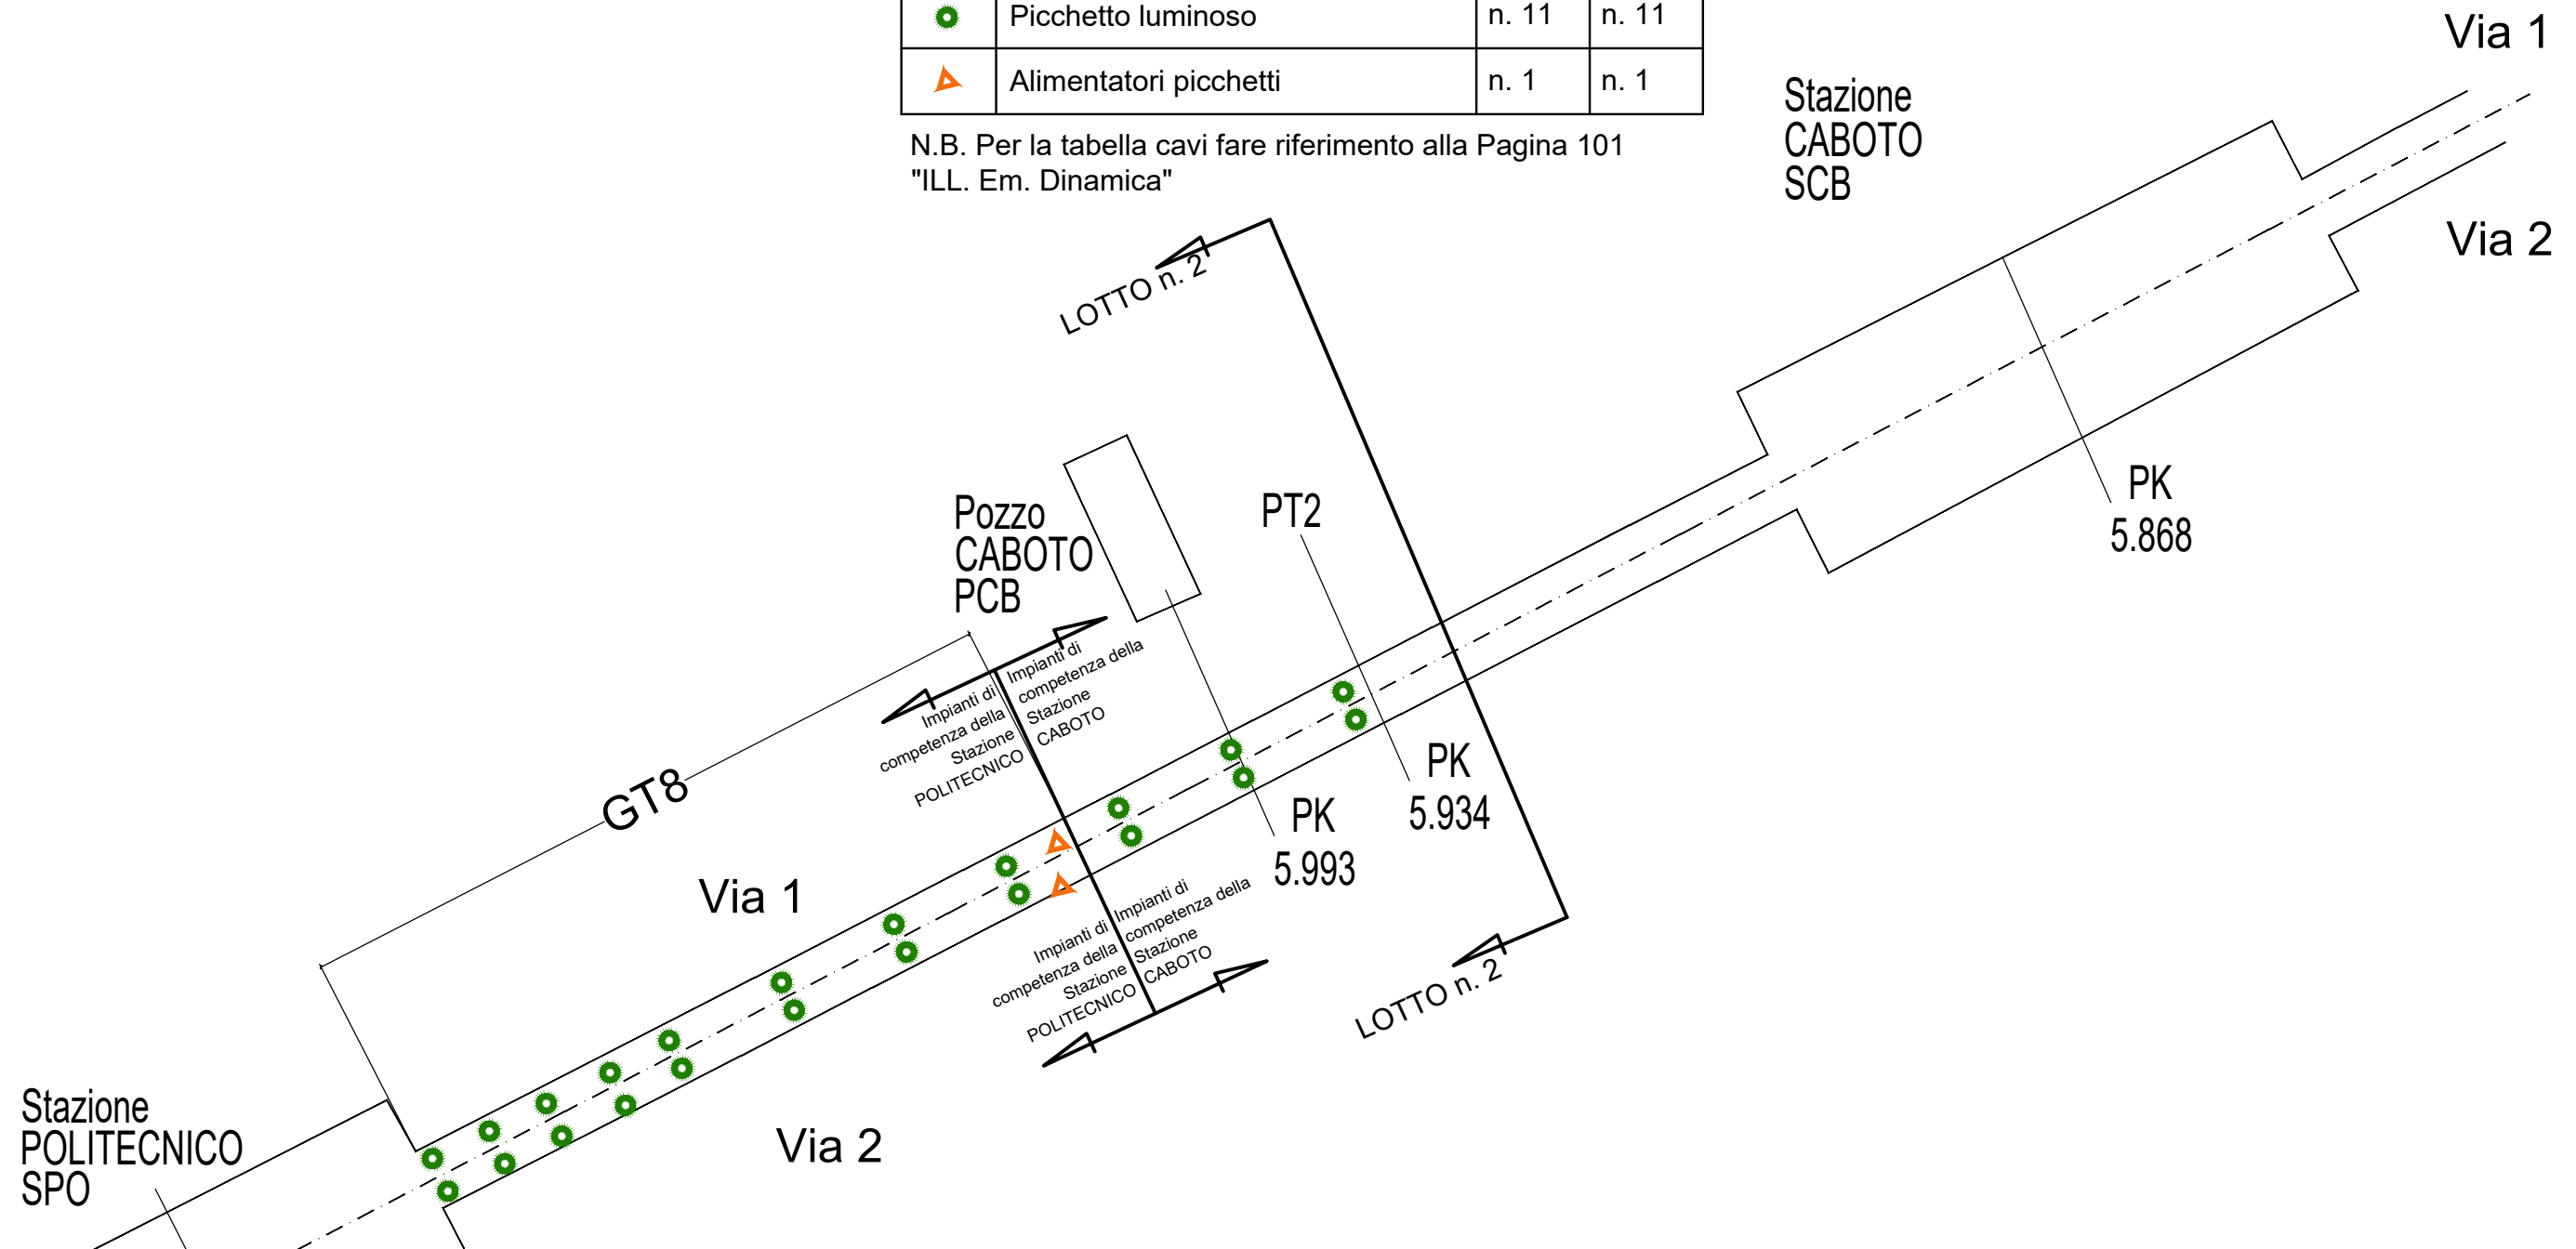 Picchetto luminoso n. 11 n. 11
Alimentatori picchetti n. 1 n. 1
N.B. Per la tabella cavi fare riferimento alla Pagina 101
"ILL. Em. Dinamica"
Via 1
Stazione
CABOTO
SCB
Via 2
LOTTO n. 2
PK
5.868
Pozzo
CABOTO
PCB
PT2
Impianti di
competenza della
Stazione
CABOTO
Impianti di
competenza della
Stazione
POLITECNICO
GT8
PK
5.934
PK
5.993
Via 1
Impianti di
competenza della
Stazione
CABOTO
Impianti di
competenza della
Stazione
POLITECNICO
LOTTO n. 2
Via 2
Stazione
POLITECNICO
SPO